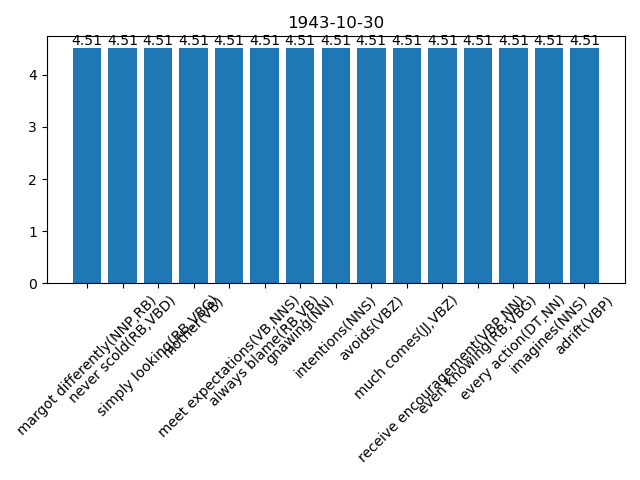 1943-10-30
4.51 4.51 4.51 4.51 4.51 4.51 4.51 4.51 4.51 4.51 4.51 4.51 4.51 4.51 4.51
4
3
2
1
0
margot differently(NNP,RB)
never scold(RB,VBD)
simply looking(RB,VBG)
mother(VB)
meet expectations(VB,NNS)
always blame(RB,VB)
gnawing(NN)
intentions(NNS)
avoids(VBZ)
much comes(JJ,VBZ)
receive encouragement(VBP,NN)
even knowing(RB,VBG)
every action(DT,NN)
imagines(NNS)
adrift(VBP)